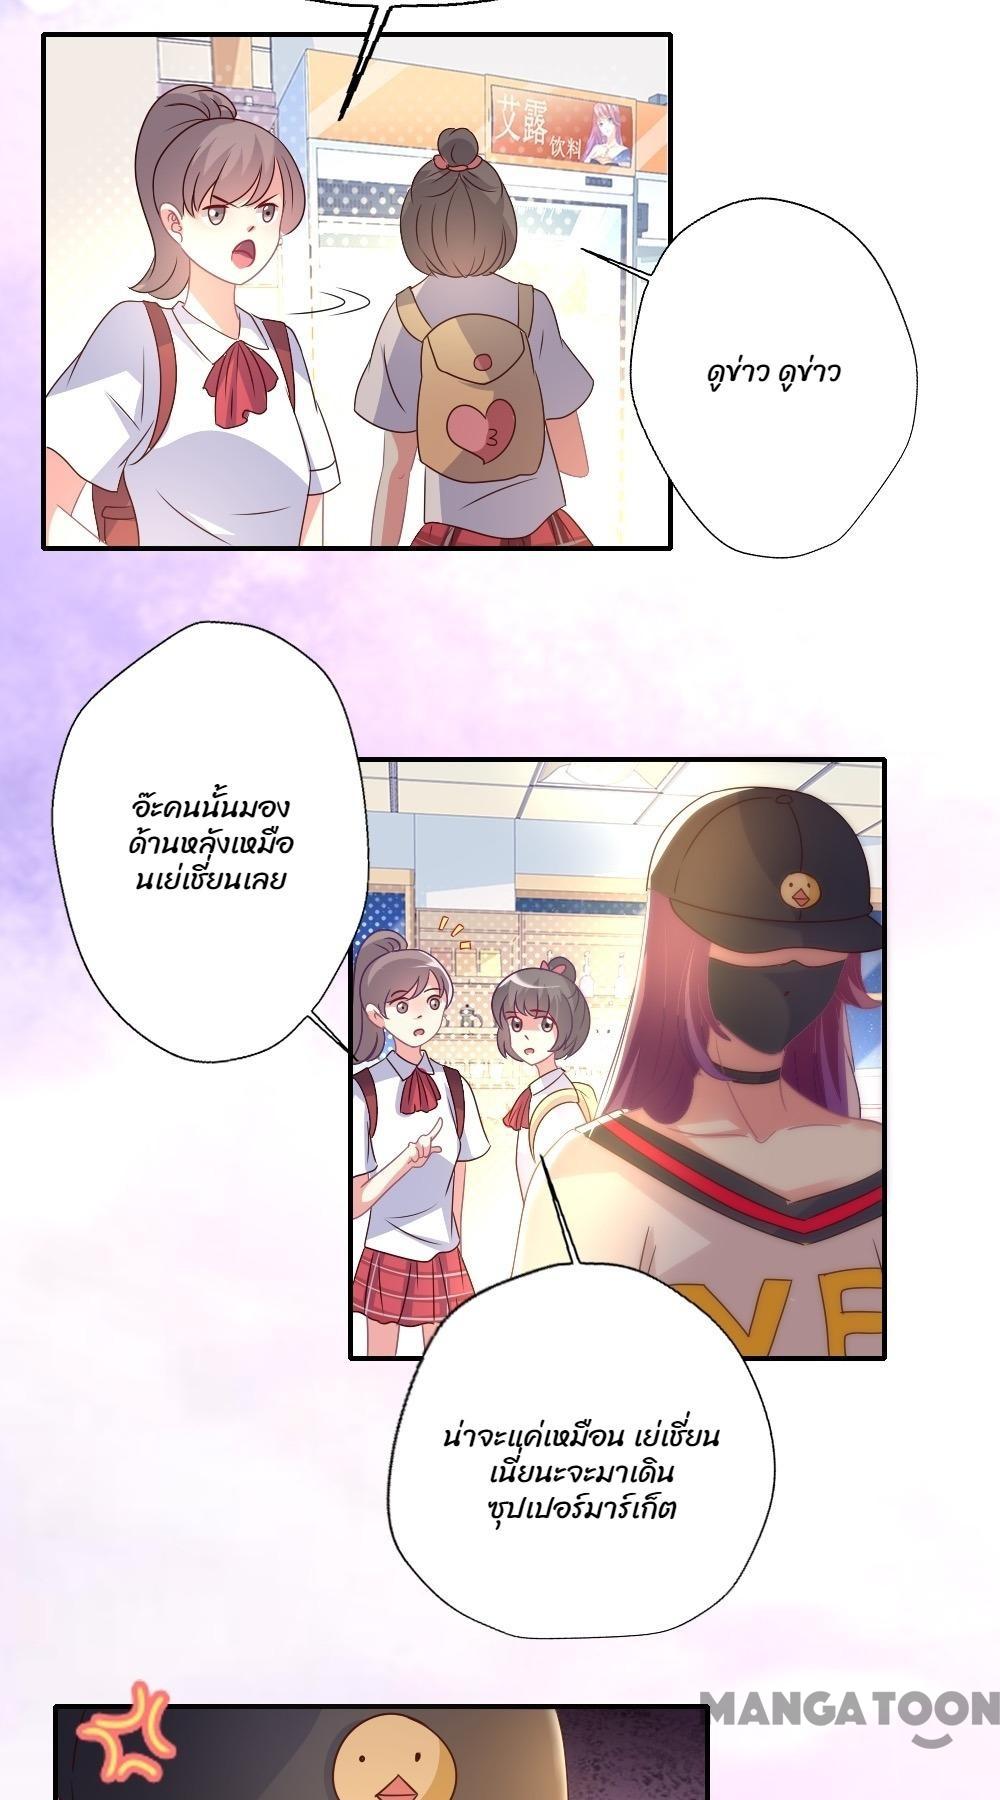 艾露
饮料
ดูข่าว ดูข่าว
อ๊ะคนนั้นมอง
ด้านหลังเหมือ
นเย่เชี่ยนเลย
น่าจะแค่เหมือน เย่เชี่ยน
เนี่ยนะจะมาเดิน
ซุปเปอร์มาร์เก็ต
MANGATOON